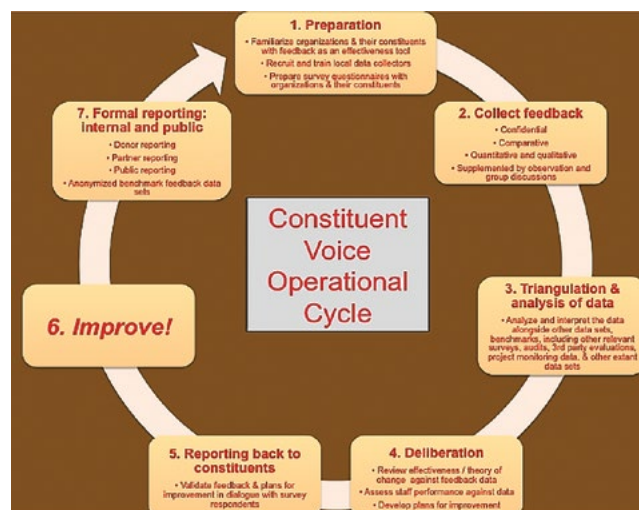 1. Preparation
• Familiarize organizations & their constituents
with feedback as an effectiveness tool
• Recruit and train local data collectors
• Prepare survey questionnaires with
organizations & their constituents
2. Collect feedback
• Confidential
• Comparative
• Quantitative and qualitative
• Supplemented by observation and
group discussions
3. Triangulation &
analysis of data
• Analyze and interpret the data
alongside other data sets,
benchmarks, including other relevant
surveys, audits, 3rd party evaluations,
project monitoring data, & other extant
data sets
4. Deliberation
• Review effectiveness / theory of
change against feedback data
• Assess staff performance against data
• Develop plans for improvement
5. Reporting back to
constituents
• Validate feedback & plans for
improvement in dialogue with survey
respondents
6. Improve!
7. Formal reporting:
internal and public
• Donor reporting
• Partner reporting
• Public reporting
• Anonymized benchmark feedback data
sets
Constituent
Voice
Operational
Cycle